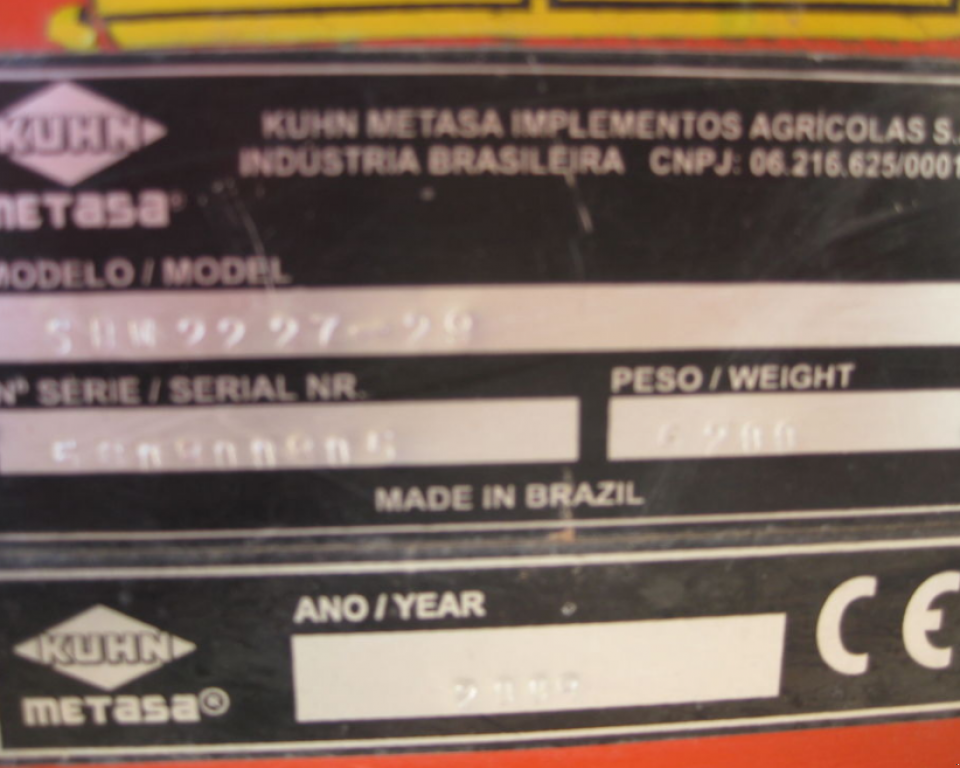 KUHN
metasa
KUHN METASA IMPLEMENTOS AGRÍCOLAS S.
INDÚSTRIA BRASILEIRA CNPJ: 06.216.625/0001
MODELO / MODEL
Nº SÉRIE / SERIAL NR.
PESO / WEIGHT
MADE IN BRAZIL
KUHN
metasa®
ANO / YEAR
CE